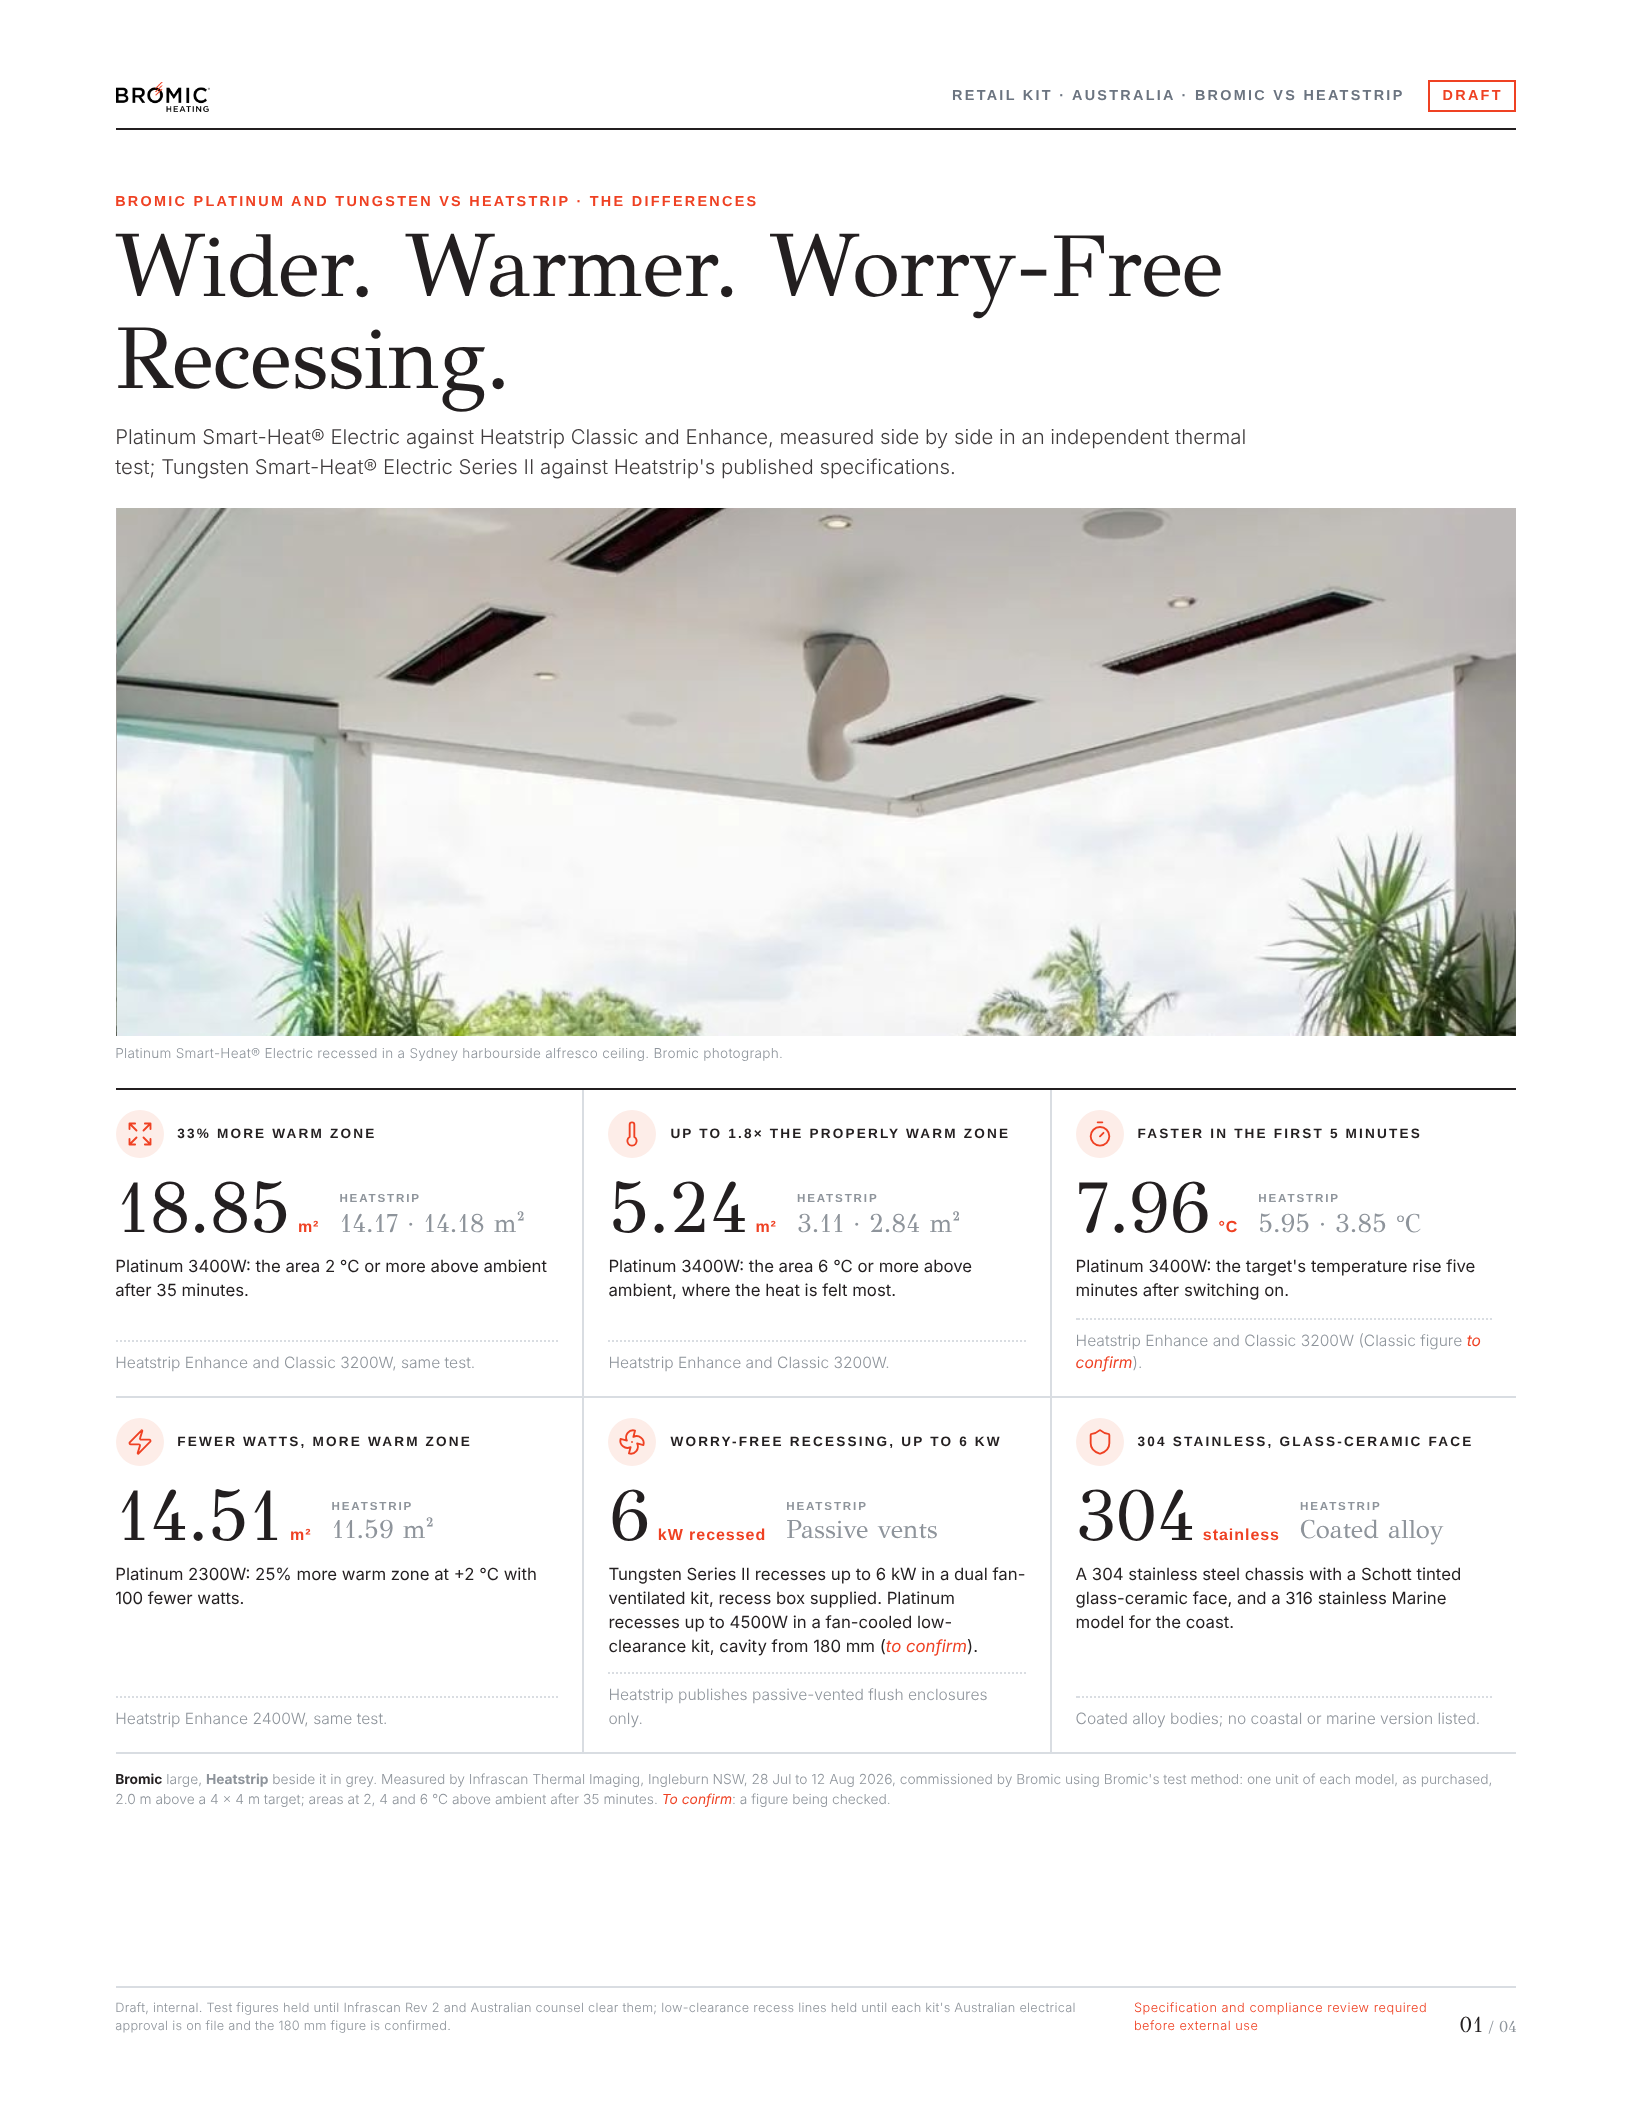 BROMIC
HEATING
RETAIL KIT · AUSTRALIA · BROMIC VS HEATSTRIP
DRAFT
BROMIC PLATINUM AND TUNGSTEN VS HEATSTRIP · THE DIFFERENCES
Wider. Warmer. Worry-Free
Recessing.
Platinum Smart-Heat® Electric against Heatstrip Classic and Enhance, measured side by side in an independent thermal
test; Tungsten Smart-Heat® Electric Series II against Heatstrip's published specifications.
Platinum Smart-Heat® Electric recessed in a Sydney harbourside alfresco ceiling. Bromic photograph.
33% MORE WARM ZONE
18.85 m²
HEATSTRIP
14.17 · 14.18 m²
Platinum 3400W: the area 2 °C or more above ambient
after 35 minutes.
Heatstrip Enhance and Classic 3200W, same test.
UP TO 1.8× THE PROPERLY WARM ZONE
5.24 m²
HEATSTRIP
3.11 · 2.84 m²
Platinum 3400W: the area 6 °C or more above
ambient, where the heat is felt most.
Heatstrip Enhance and Classic 3200W.
FASTER IN THE FIRST 5 MINUTES
7.96 °C
HEATSTRIP
5.95 · 3.85 °C
Platinum 3400W: the target's temperature rise five
minutes after switching on.
Heatstrip Enhance and Classic 3200W (Classic figure to
confirm).
FEWER WATTS, MORE WARM ZONE
14.51 m²
HEATSTRIP
11.59 m²
Platinum 2300W: 25% more warm zone at +2 °C with
100 fewer watts.
Heatstrip Enhance 2400W, same test.
WORRY-FREE RECESSING, UP TO 6 KW
6 kW recessed
HEATSTRIP
Passive vents
Tungsten Series II recesses up to 6 kW in a dual fan-
ventilated kit, recess box supplied. Platinum
recesses up to 4500W in a fan-cooled low-
clearance kit, cavity from 180 mm (to confirm).
Heatstrip publishes passive-vented flush enclosures
only.
304 STAINLESS, GLASS-CERAMIC FACE
304 stainless
HEATSTRIP
Coated alloy
A 304 stainless steel chassis with a Schott tinted
glass-ceramic face, and a 316 stainless Marine
model for the coast.
Coated alloy bodies; no coastal or marine version listed.
Bromic large, Heatstrip beside it in grey. Measured by Infrascan Thermal Imaging, Ingleburn NSW, 28 Jul to 12 Aug 2026, commissioned by Bromic using Bromic's test method: one unit of each model, as purchased,
2.0 m above a 4 × 4 m target; areas at 2, 4 and 6 °C above ambient after 35 minutes. To confirm: a figure being checked.
Draft, internal. Test figures held until Infrascan Rev 2 and Australian counsel clear them; low-clearance recess lines held until each kit's Australian electrical
approval is on file and the 180 mm figure is confirmed.
Specification and compliance review required
before external use
01 / 04